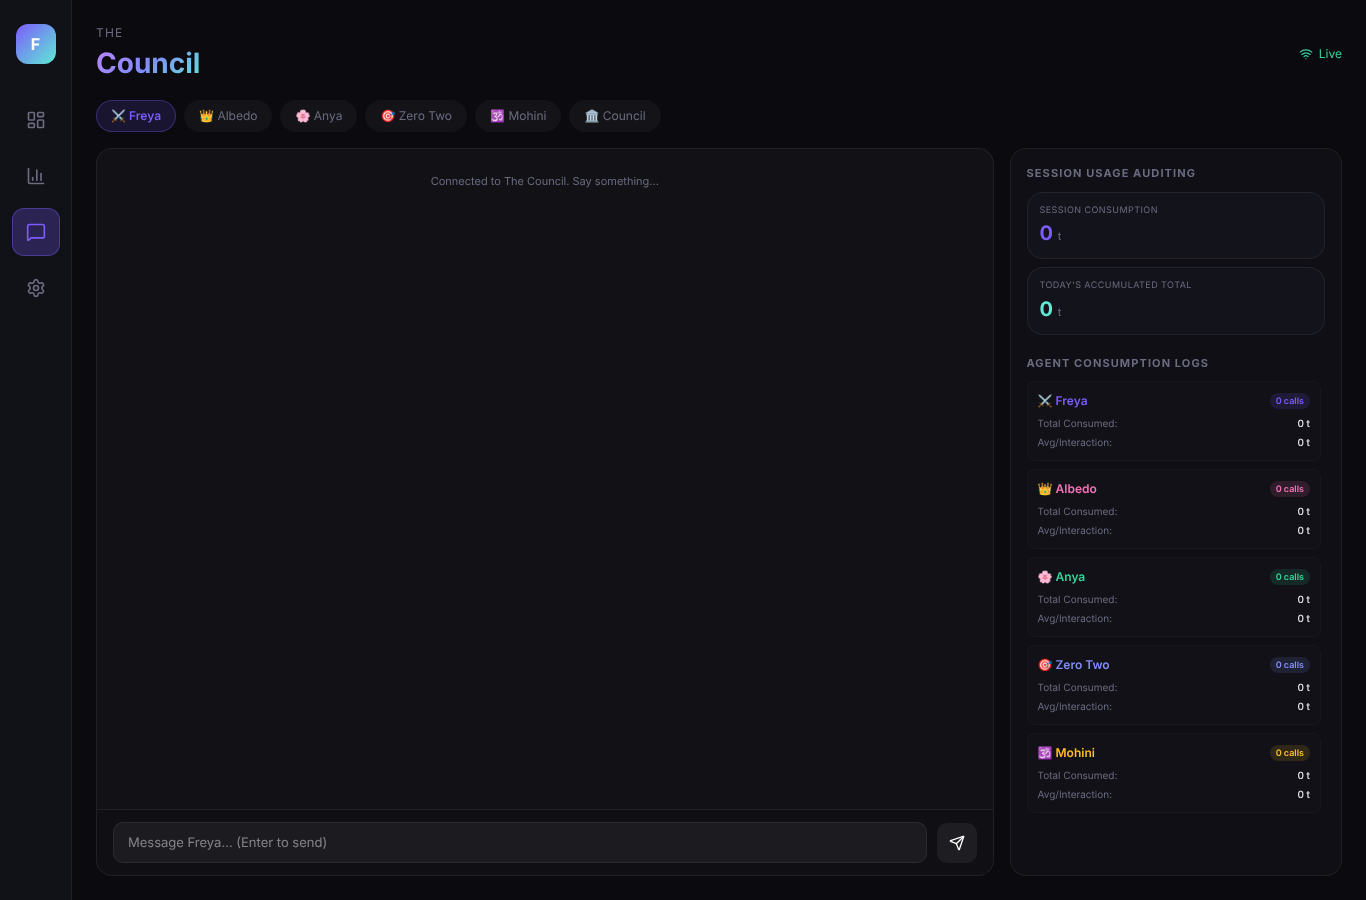 F
THE
Council
Live
⚔️ Freya
👑 Albedo
🌸 Anya
🎯 Zero Two
🕉️ Mohini
🏛️ Council
Connected to The Council. Say something...
Message Freya... (Enter to send)
SESSION USAGE AUDITING
SESSION CONSUMPTION
0 t
TODAY'S ACCUMULATED TOTAL
0 t
AGENT CONSUMPTION LOGS
⚔️ Freya 0 calls
Total Consumed: 0 t
Avg/Interaction: 0 t
👑 Albedo 0 calls
Total Consumed: 0 t
Avg/Interaction: 0 t
🌸 Anya 0 calls
Total Consumed: 0 t
Avg/Interaction: 0 t
🎯 Zero Two 0 calls
Total Consumed: 0 t
Avg/Interaction: 0 t
🕉️ Mohini 0 calls
Total Consumed: 0 t
Avg/Interaction: 0 t